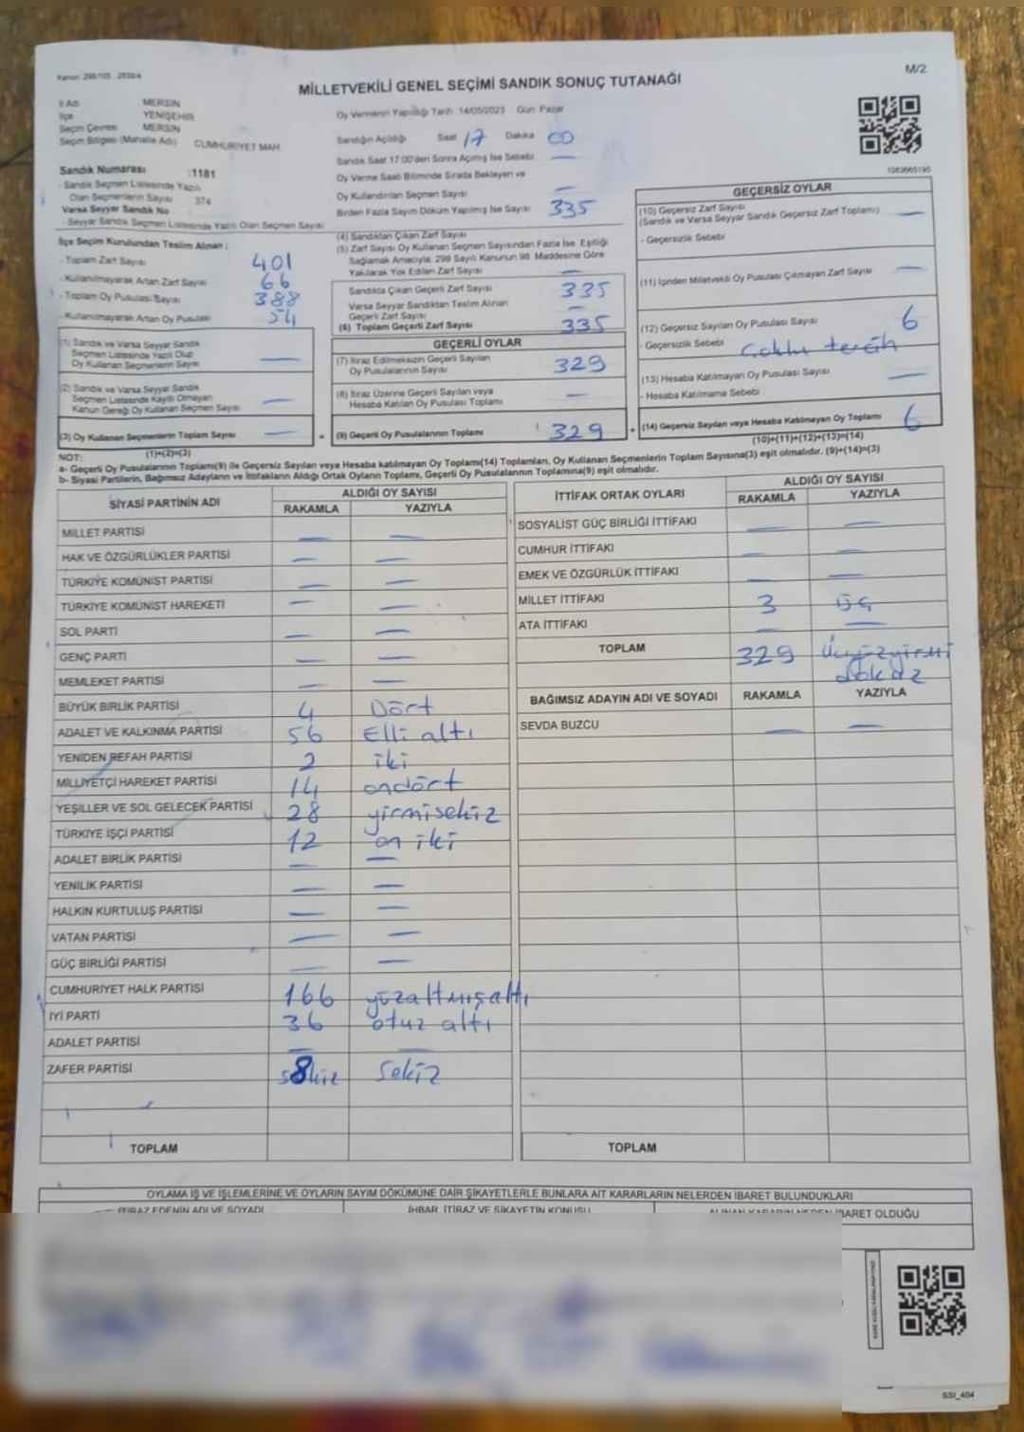 Kanun: 298/105 - 2839/4
M/2
MİLLETVEKİLİ GENEL SEÇİMİ SANDIK SONUÇ TUTANAĞI
İl Adı MERSİN
İlçe YENİŞEHİR
Seçim Çevresi MERSİN
Seçim Bölgesi (Mahalle Adı) CUMHURİYET MAH
Sandık Numarası :1181
- Sandık Seçmen Listesinde Yazılı
Olan Seçmenlerin Sayısı 374
Varsa Seyyar Sandık No
- Seyyar Sandık Seçmen Listesinde Yazılı Olan Seçmen Sayısı
Oy Vermenin Yapıldığı Tarih 14/05/2023 Gün Pazar
Sandığın Açıldığı Saat 17 Dakika 00
Sandık Saat 17:00'den Sonra Açılmış İse Sebebi —
Oy Verme Saati Bitiminde Sırada Bekleyen ve
Oy Kullandırılan Seçmen Sayısı —
Birden Fazla Sayım Döküm Yapılmış İse Sayısı
335
İlçe Seçim Kurulundan Teslim Alınan :
- Toplam Zarf Sayısı 401
- Kullanılmayarak Artan Zarf Sayısı 66
- Toplam Oy Pusulası Sayısı 388
- Kullanılmayarak Artan Oy Pusulası 54
(4) Sandıktan Çıkan Zarf Sayısı
(5) Zarf Sayısı Oy Kullanan Seçmen Sayısından Fazla İse, Eşitliği
Sağlamak Amacıyla, 298 Sayılı Kanunun 98. Maddesine Göre
Yakılarak Yok Edilen Zarf Sayısı —
Sandıkta Çıkan Geçerli Zarf Sayısı 335
Varsa Seyyar Sandıktan Teslim Alınan
Geçerli Zarf Sayısı —
(6) Toplam Geçerli Zarf Sayısı 335
(1) Sandık ve Varsa Seyyar Sandık
Seçmen Listesinde Yazılı Olup
Oy Kullanan Seçmenlerin Sayısı —
(2) Sandık ve Varsa Seyyar Sandık
Seçmen Listesinde Kayıtlı Olmayan
Kanun Gereği Oy Kullanan Seçmen Sayısı —
(3) Oy Kullanan Seçmenlerin Toplam Sayısı —
(1)+(2)=(3)
GEÇERLİ OYLAR
(7) İtiraz Edilmeksizin Geçerli Sayılan
Oy Pusulalarının Sayısı 329
(8) İtiraz Üzerine Geçerli Sayılan veya
Hesaba Katılan Oy Pusulası Toplamı —
= (9) Geçerli Oy Pusulalarının Toplamı 329
GEÇERSİZ OYLAR
(10) Geçersiz Zarf Sayısı
(Sandık ve Varsa Seyyar Sandık Geçersiz Zarf Toplamı) —
- Geçersizlik Sebebi
(11) İçinden Milletvekili Oy Pusulası Çıkmayan Zarf Sayısı —
(12) Geçersiz Sayılan Oy Pusulası Sayısı 6
- Geçersizlik Sebebi Çoklu tercih
(13) Hesaba Katılmayan Oy Pusulası Sayısı —
- Hesaba Katılmama Sebebi
+ (14) Geçersiz Sayılan veya Hesaba Katılmayan Oy Toplamı 6
(10)+(11)+(12)+(13)=(14)
NOT:
a- Geçerli Oy Pusulalarının Toplamı(9) ile Geçersiz Sayılan veya Hesaba katılmayan Oy Toplamı(14) Toplamları, Oy Kullanan Seçmenlerin Toplam Sayısına(3) eşit olmalıdır. (9)+(14)=(3)
b- Siyasi Partilerin, Bağımsız Adayların ve İttifakların Aldığı Ortak Oyların Toplamı, Geçerli Oy Pusulalarının Toplamına(9) eşit olmalıdır.
SİYASİ PARTİNİN ADI ALDIĞI OY SAYISI
RAKAMLA YAZIYLA
MİLLET PARTİSİ — —
HAK VE ÖZGÜRLÜKLER PARTİSİ — —
TÜRKİYE KOMÜNİST PARTİSİ — —
TÜRKİYE KOMÜNİST HAREKETİ — —
SOL PARTİ — —
GENÇ PARTİ — —
MEMLEKET PARTİSİ — —
BÜYÜK BİRLİK PARTİSİ 4 Dört
ADALET VE KALKINMA PARTİSİ 56 Elli altı
YENİDEN REFAH PARTİSİ 2 iki
MİLLİYETÇİ HAREKET PARTİSİ 14 ondört
YEŞİLLER VE SOL GELECEK PARTİSİ 28 yirmisekiz
TÜRKİYE İŞÇİ PARTİSİ 12 on iki
ADALET BİRLİK PARTİSİ — —
YENİLİK PARTİSİ — —
HALKIN KURTULUŞ PARTİSİ — —
VATAN PARTİSİ — —
GÜÇ BİRLİĞİ PARTİSİ — —
CUMHURİYET HALK PARTİSİ 166 yüzaltmışaltı
İYİ PARTİ 36 otuz altı
ADALET PARTİSİ — —
ZAFER PARTİSİ 8 sekiz
TOPLAM
İTTİFAK ORTAK OYLARI ALDIĞI OY SAYISI
RAKAMLA YAZIYLA
SOSYALİST GÜÇ BİRLİĞİ İTTİFAKI — —
CUMHUR İTTİFAKI — —
EMEK VE ÖZGÜRLÜK İTTİFAKI — —
MİLLET İTTİFAKI 3 üç
ATA İTTİFAKI — —
TOPLAM 329 Üçyüzyirmi
dokuz
BAĞIMSIZ ADAYIN ADI VE SOYADI RAKAMLA YAZIYLA
SEVDA BUZCU — —
TOPLAM
OYLAMA İŞ VE İŞLEMLERİNE VE OYLARIN SAYIM DÖKÜMÜNE DAİR ŞİKAYETLERLE BUNLARA AİT KARARLARIN NELERDEN İBARET BULUNDUKLARI
İTİRAZ EDENİN ADI VE SOYADI İHBAR, İTİRAZ VE ŞİKAYETİN KONUSU ALINAN KARARIN NEDEN İBARET OLDUĞU
SSI_404